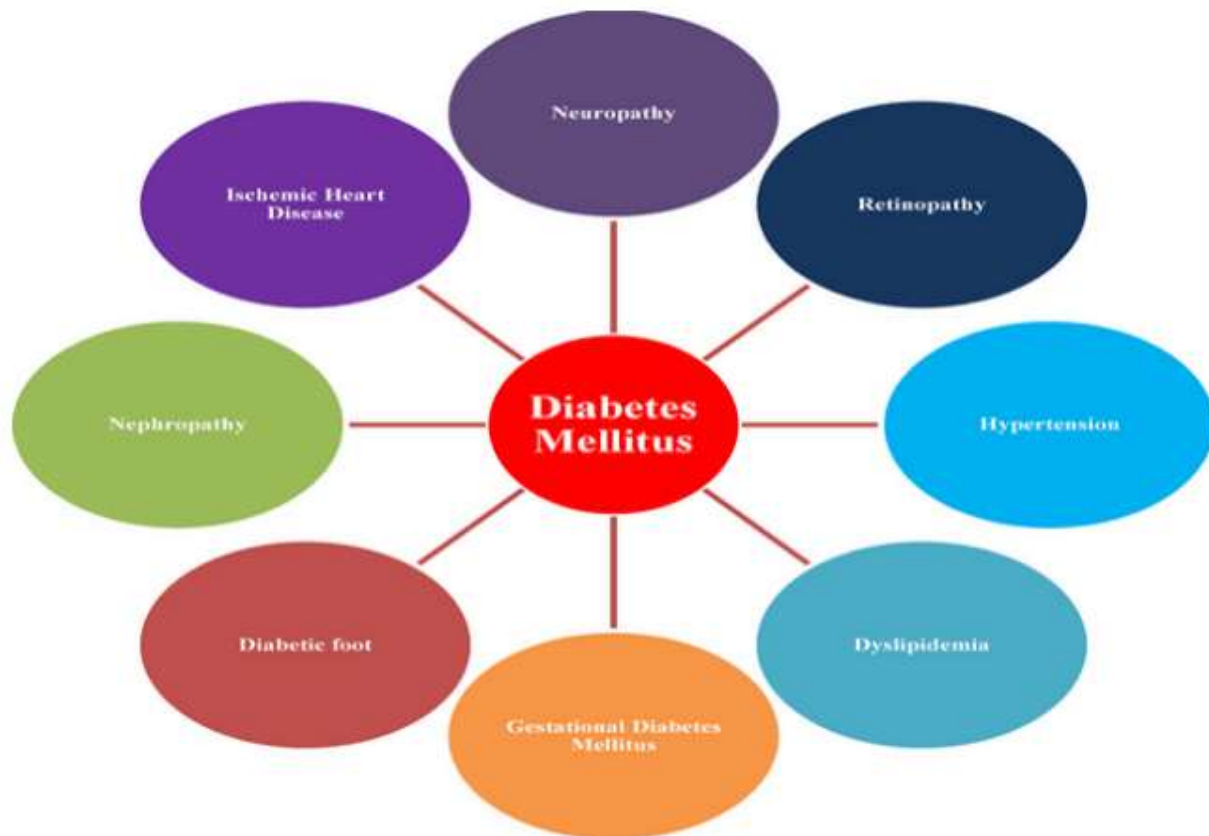 Neuropathy
Ischemic Heart
Disease
Retinopathy
Diabetes
Mellitus
Nephropathy
Hypertension
Diabetic foot
Dyslipidemia
Gestational Diabetes
Mellitus